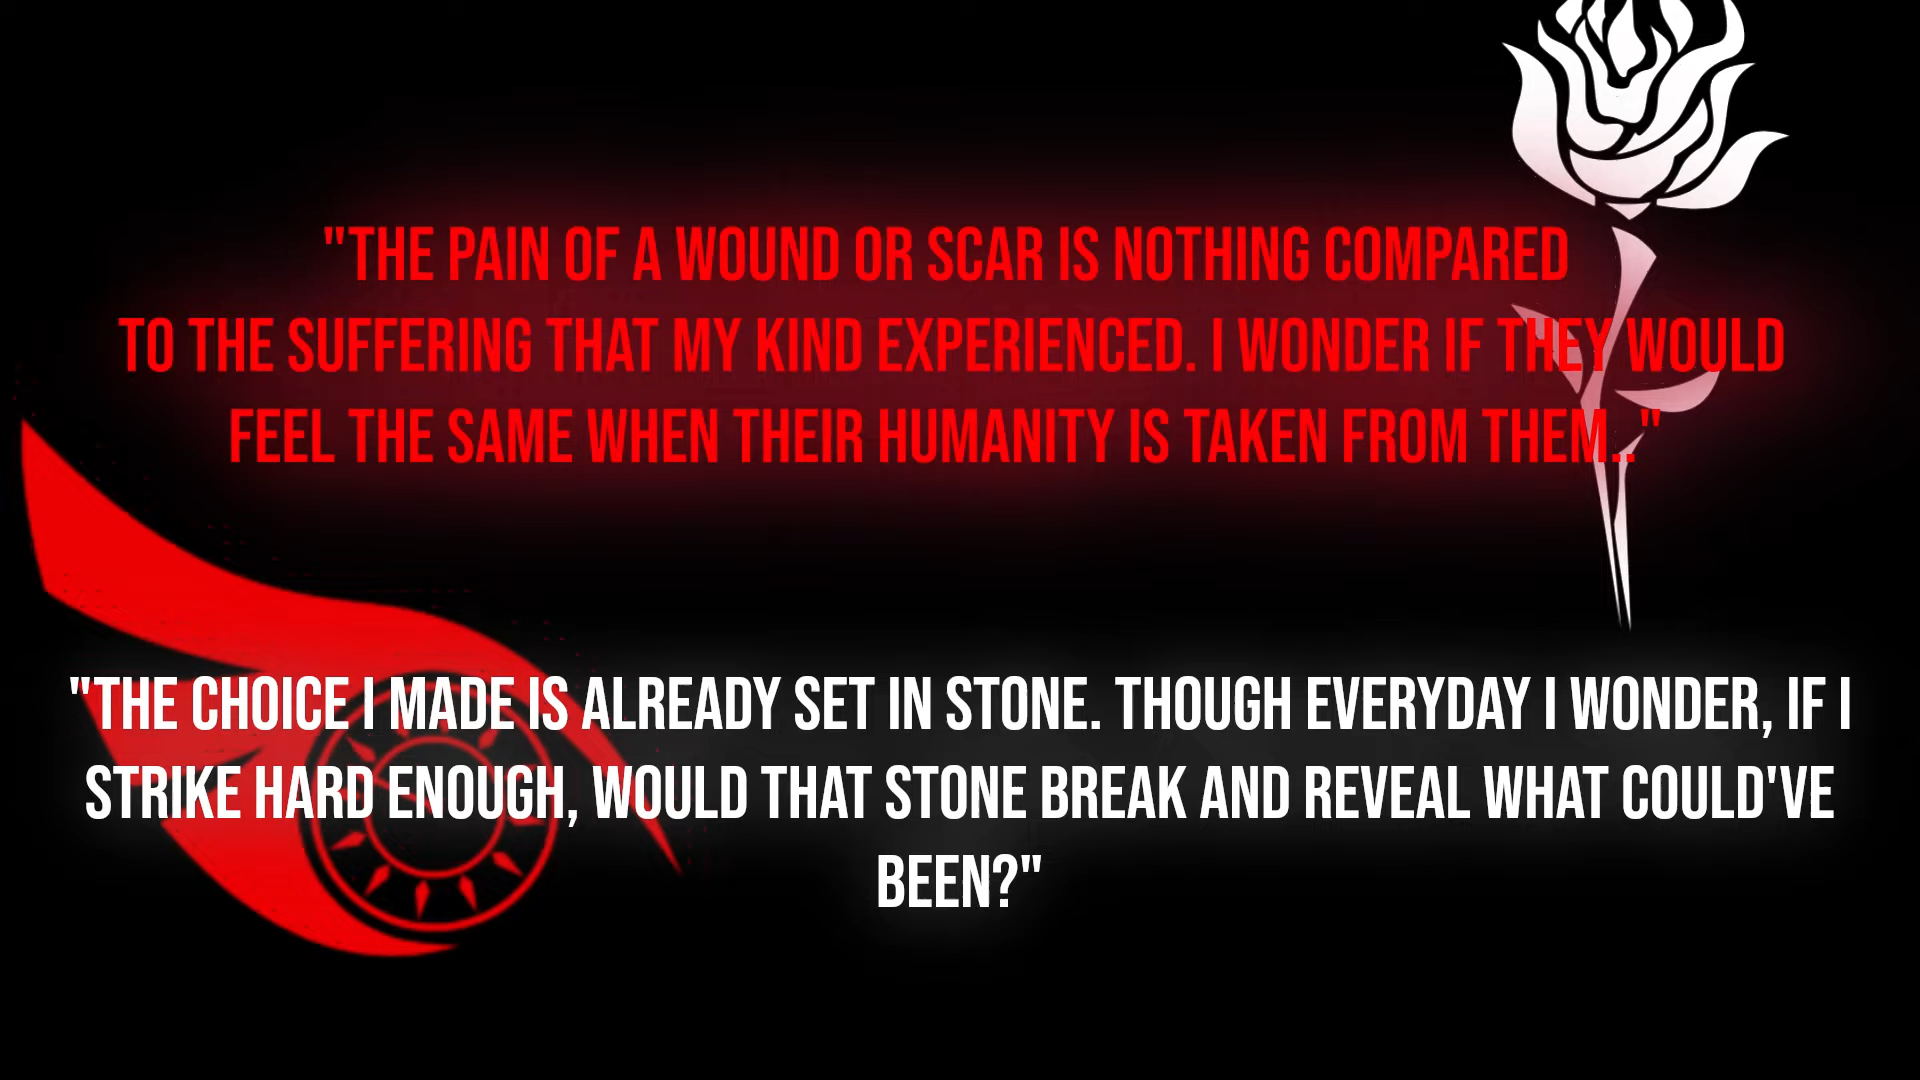 "THE PAIN OF A WOUND OR SCAR IS NOTHING COMPARED
TO THE SUFFERING THAT MY KIND EXPERIENCED. I WONDER IF THEY WOULD
FEEL THE SAME WHEN THEIR HUMANITY IS TAKEN FROM THEM.."
"THE CHOICE I MADE IS ALREADY SET IN STONE. THOUGH EVERYDAY I WONDER, IF I
STRIKE HARD ENOUGH, WOULD THAT STONE BREAK AND REVEAL WHAT COULD'VE
BEEN?"